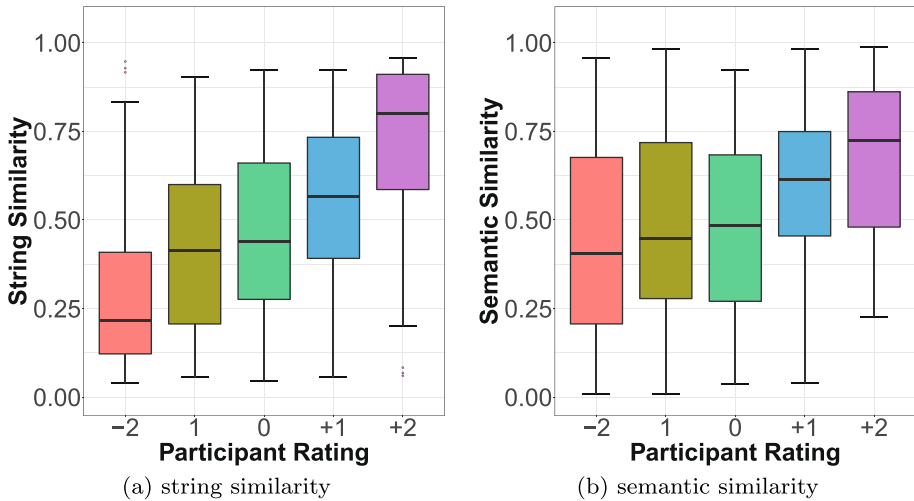 String Similarity
1.00
0.75
0.50
0.25
0.00
−2 1 0 +1 +2
Participant Rating
(a) string similarity
Semantic Similarity
1.00
0.75
0.50
0.25
0.00
−2 1 0 +1 +2
Participant Rating
(b) semantic similarity